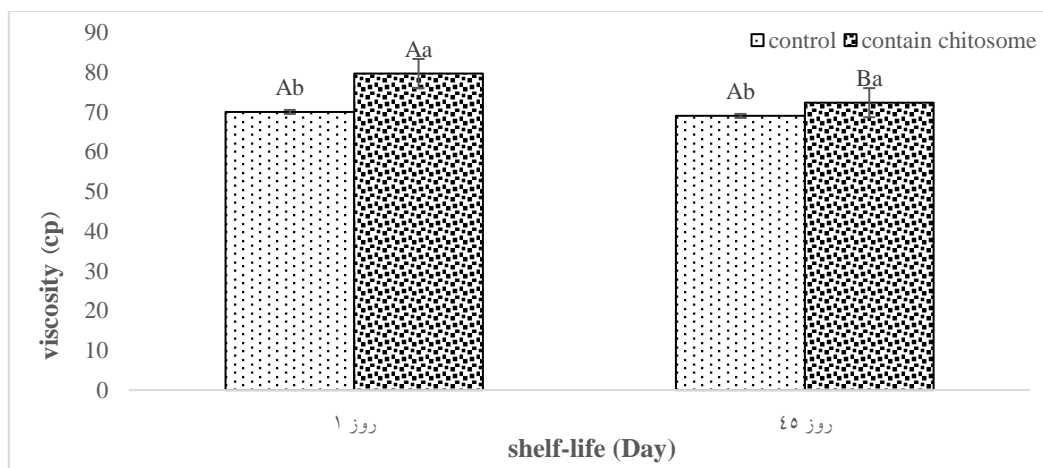 control contain chitosome
90
80
70
60
50
40
30
20
10
0
viscosity (cp)
Ab
Aa
Ab
Ba
روز ۱
روز ٤٥
shelf-life (Day)